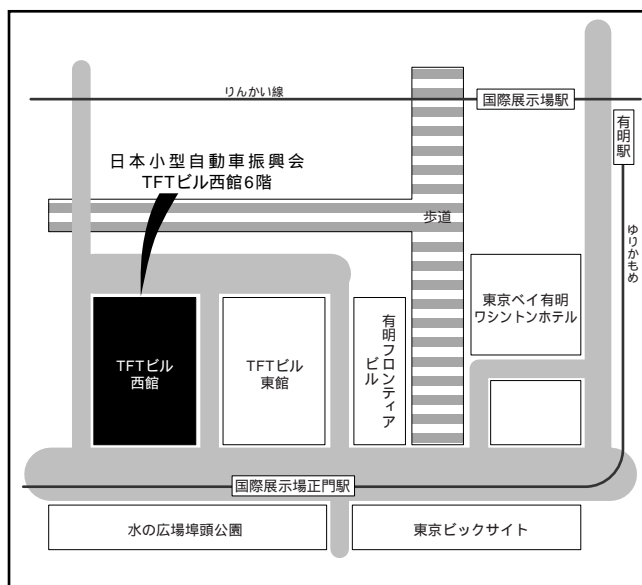 りんかい線
国際展示場駅
有明駅
日本小型自動車振興会
TFTビル西館6階
歩道
ゆりかもめ
東京ベイ有明
ワシントンホテル
有明フロンティア
ビル
TFTビル
西館
TFTビル
東館
国際展示場正門駅
水の広場埠頭公園
東京ビックサイト